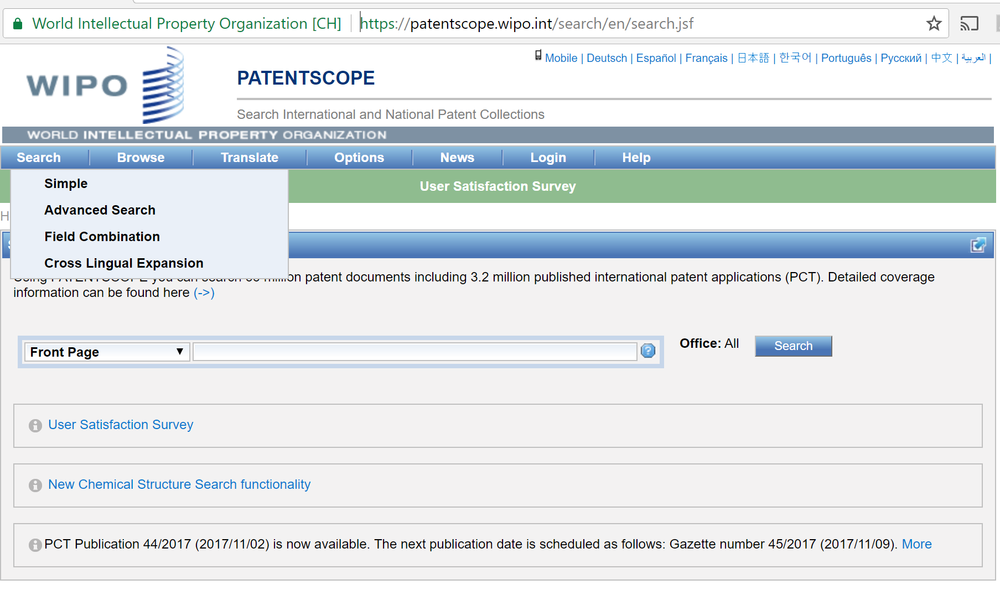 World Intellectual Property Organization [CH] https://patentscope.wipo.int/search/en/search.jsf
Mobile | Deutsch | Español | Français | 日本語 | 한국어 | Português | Русский | 中文 | العربية |
WIPO
PATENTSCOPE
Search International and National Patent Collections
WORLD INTELLECTUAL PROPERTY ORGANIZATION
Search Browse Translate Options News Login Help
User Satisfaction Survey
Simple
Advanced Search
H
Field Combination
Cross Lingual Expansion
Using PATENTSCOPE you can search million patent documents including 3.2 million published international patent applications (PCT). Detailed coverage
information can be found here (->)
Front Page
Office: All
Search
User Satisfaction Survey
New Chemical Structure Search functionality
PCT Publication 44/2017 (2017/11/02) is now available. The next publication date is scheduled as follows: Gazette number 45/2017 (2017/11/09). More